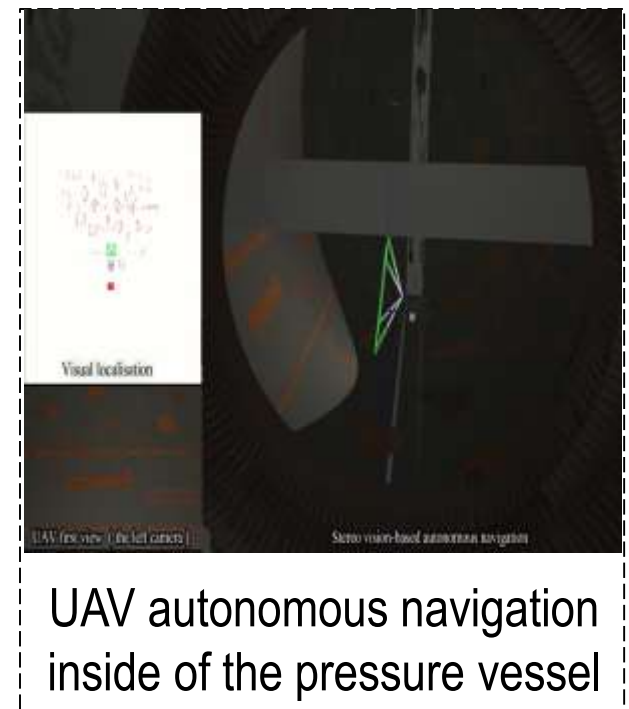 Visual localisation
UAV first view ( the left camera )
Stereo vision-based autonomous navigation
UAV autonomous navigation
inside of the pressure vessel